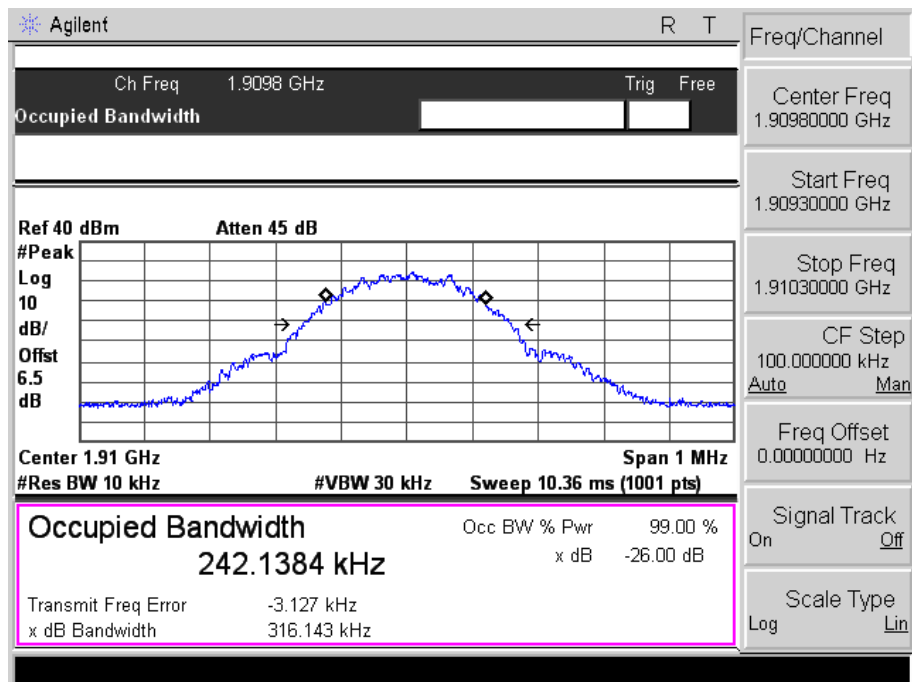 Agilent R T
Ch Freq 1.9098 GHz Trig Free
Occupied Bandwidth
Ref 40 dBm Atten 45 dB
#Peak
Log
10
dB/
Offst
6.5
dB
Center 1.91 GHz Span 1 MHz
#Res BW 10 kHz #VBW 30 kHz Sweep 10.36 ms (1001 pts)
Occupied Bandwidth
242.1384 kHz
Occ BW % Pwr 99.00 %
x dB -26.00 dB
Transmit Freq Error -3.127 kHz
x dB Bandwidth 316.143 kHz
Freq/Channel
Center Freq
1.90980000 GHz
Start Freq
1.90930000 GHz
Stop Freq
1.91030000 GHz
CF Step
100.000000 kHz
Auto Man
Freq Offset
0.00000000 Hz
Signal Track
On Off
Scale Type
Log Lin